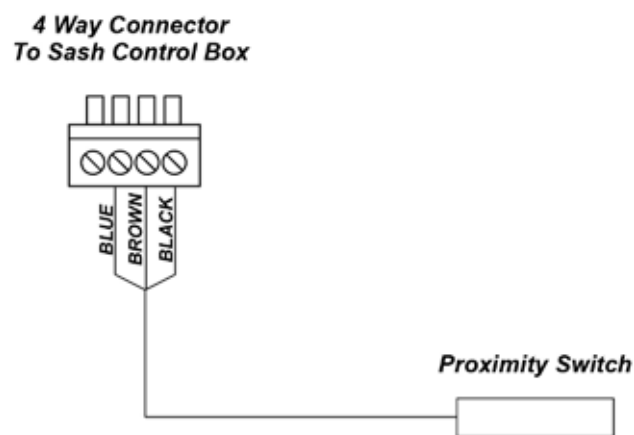 4 Way Connector
To Sash Control Box
BLUE
BROWN
BLACK
Proximity Switch